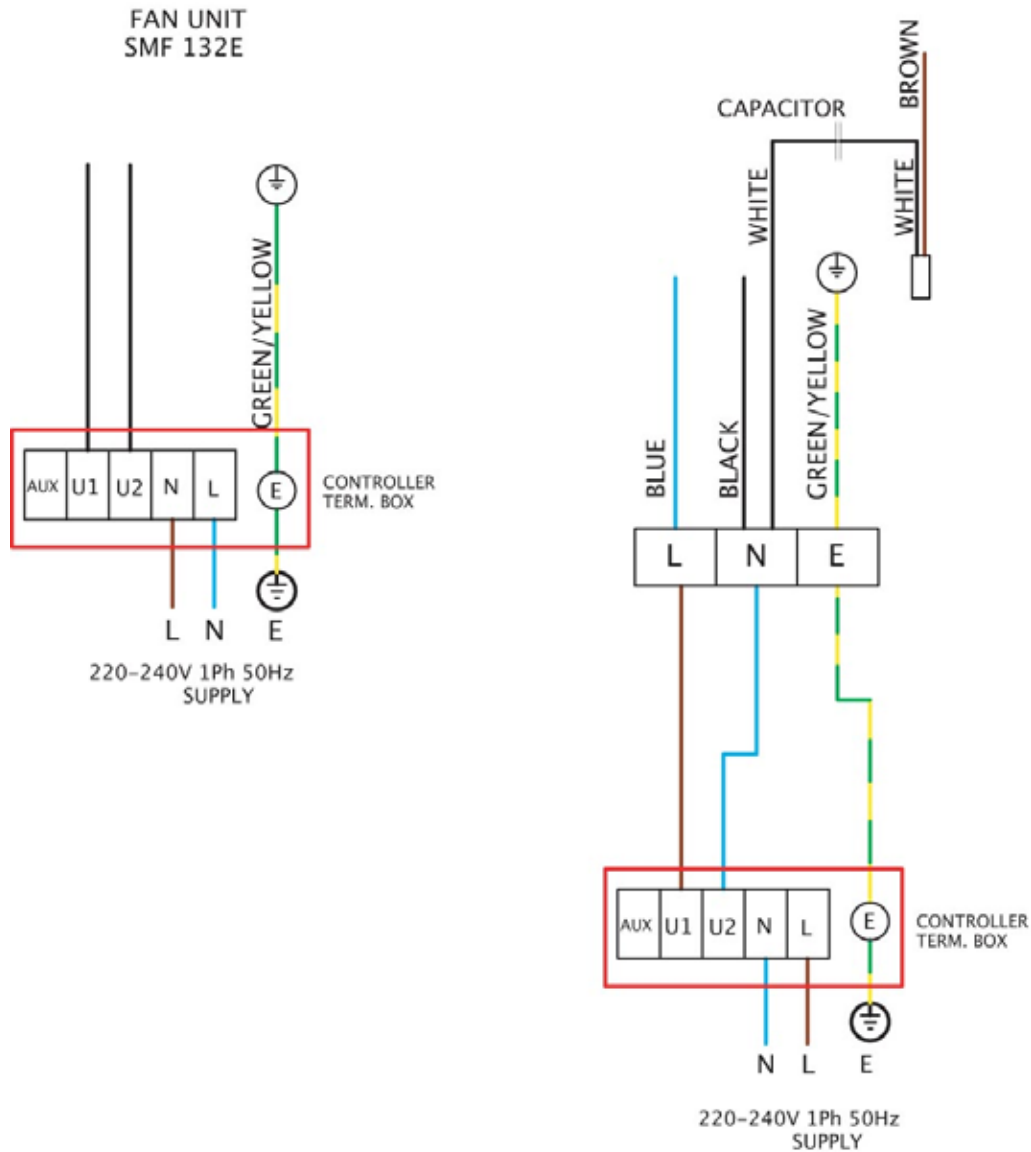 FAN UNIT
SMF 132E
GREEN/YELLOW
AUX U1 U2 N L E
CONTROLLER
TERM. BOX
L N E
220-240V 1Ph 50Hz
SUPPLY
BROWN
CAPACITOR
WHITE
WHITE
BLUE
BLACK
GREEN/YELLOW
L N E
AUX U1 U2 N L E
CONTROLLER
TERM. BOX
N L E
220-240V 1Ph 50Hz
SUPPLY